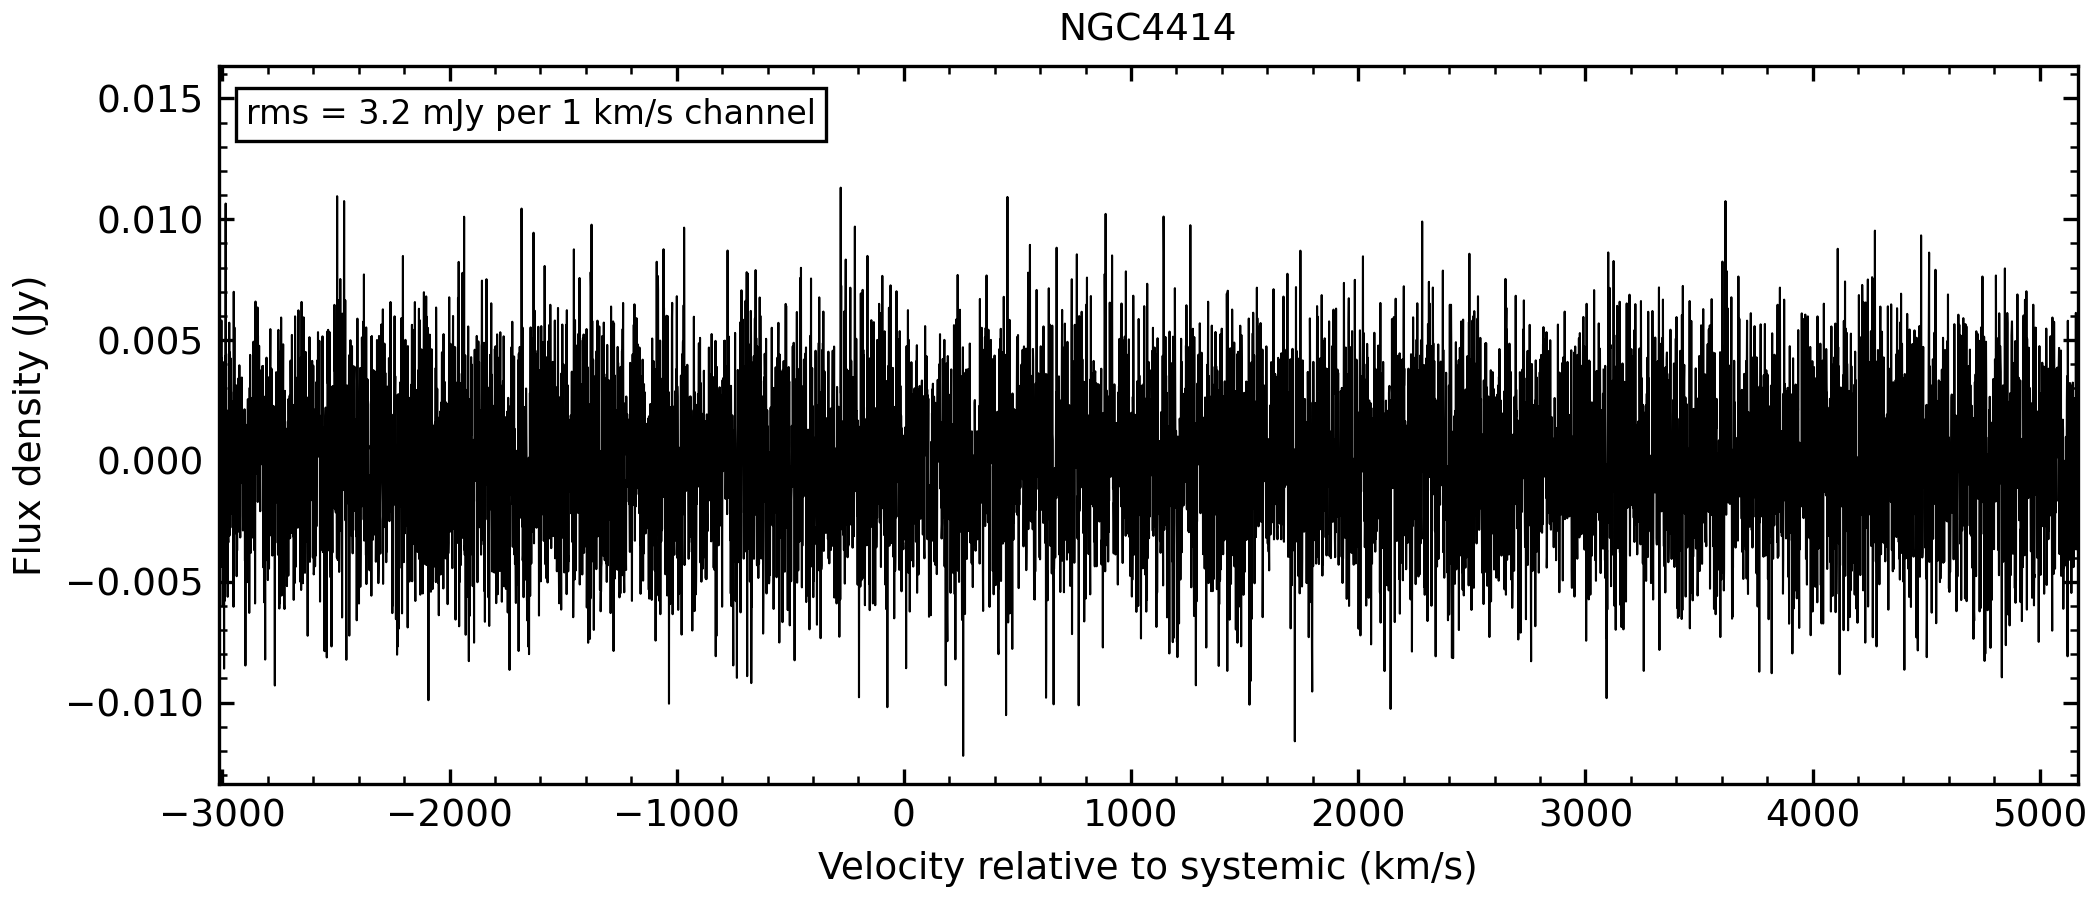 NGC4414
rms = 3.2 mJy per 1 km/s channel
0.015
0.010
0.005
0.000
−0.005
−0.010
Flux density (Jy)
−3000 −2000 −1000 0 1000 2000 3000 4000 5000
Velocity relative to systemic (km/s)